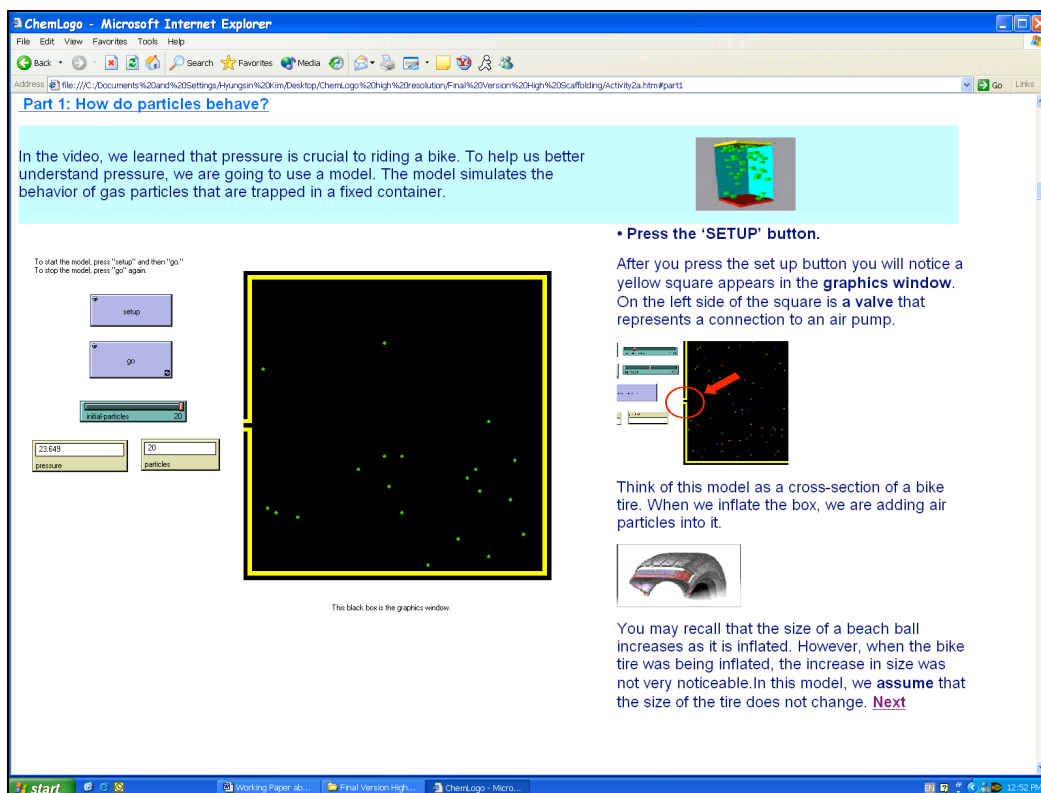 ChemLogo - Microsoft Internet Explorer
File Edit View Favorites Tools Help
Back Search Favorites Media
Address file:///C:/Documents%20and%20Settings/Hyungsin%20Kim/Desktop/ChemLogo%20high%20resolution/Final%20Version%20High%20Scaffolding/Activity2a.htm#part1 Go Links
Part 1: How do particles behave?
In the video, we learned that pressure is crucial to riding a bike. To help us better
understand pressure, we are going to use a model. The model simulates the
behavior of gas particles that are trapped in a fixed container.
To start the model, press "setup" and then "go."
To stop the model, press "go" again.
setup
go
initial-particles 20
23.649
pressure
20
particles
This black box is the graphics window.
• Press the ‘SETUP’ button.
After you press the set up button you will notice a
yellow square appears in the graphics window.
On the left side of the square is a valve that
represents a connection to an air pump.
Think of this model as a cross-section of a bike
tire. When we inflate the box, we are adding air
particles into it.
You may recall that the size of a beach ball
increases as it is inflated. However, when the bike
tire was being inflated, the increase in size was
not very noticeable.In this model, we assume that
the size of the tire does not change. Next
start Working Paper ab... Final Version High... ChemLogo - Micro... EN 12:52 PM